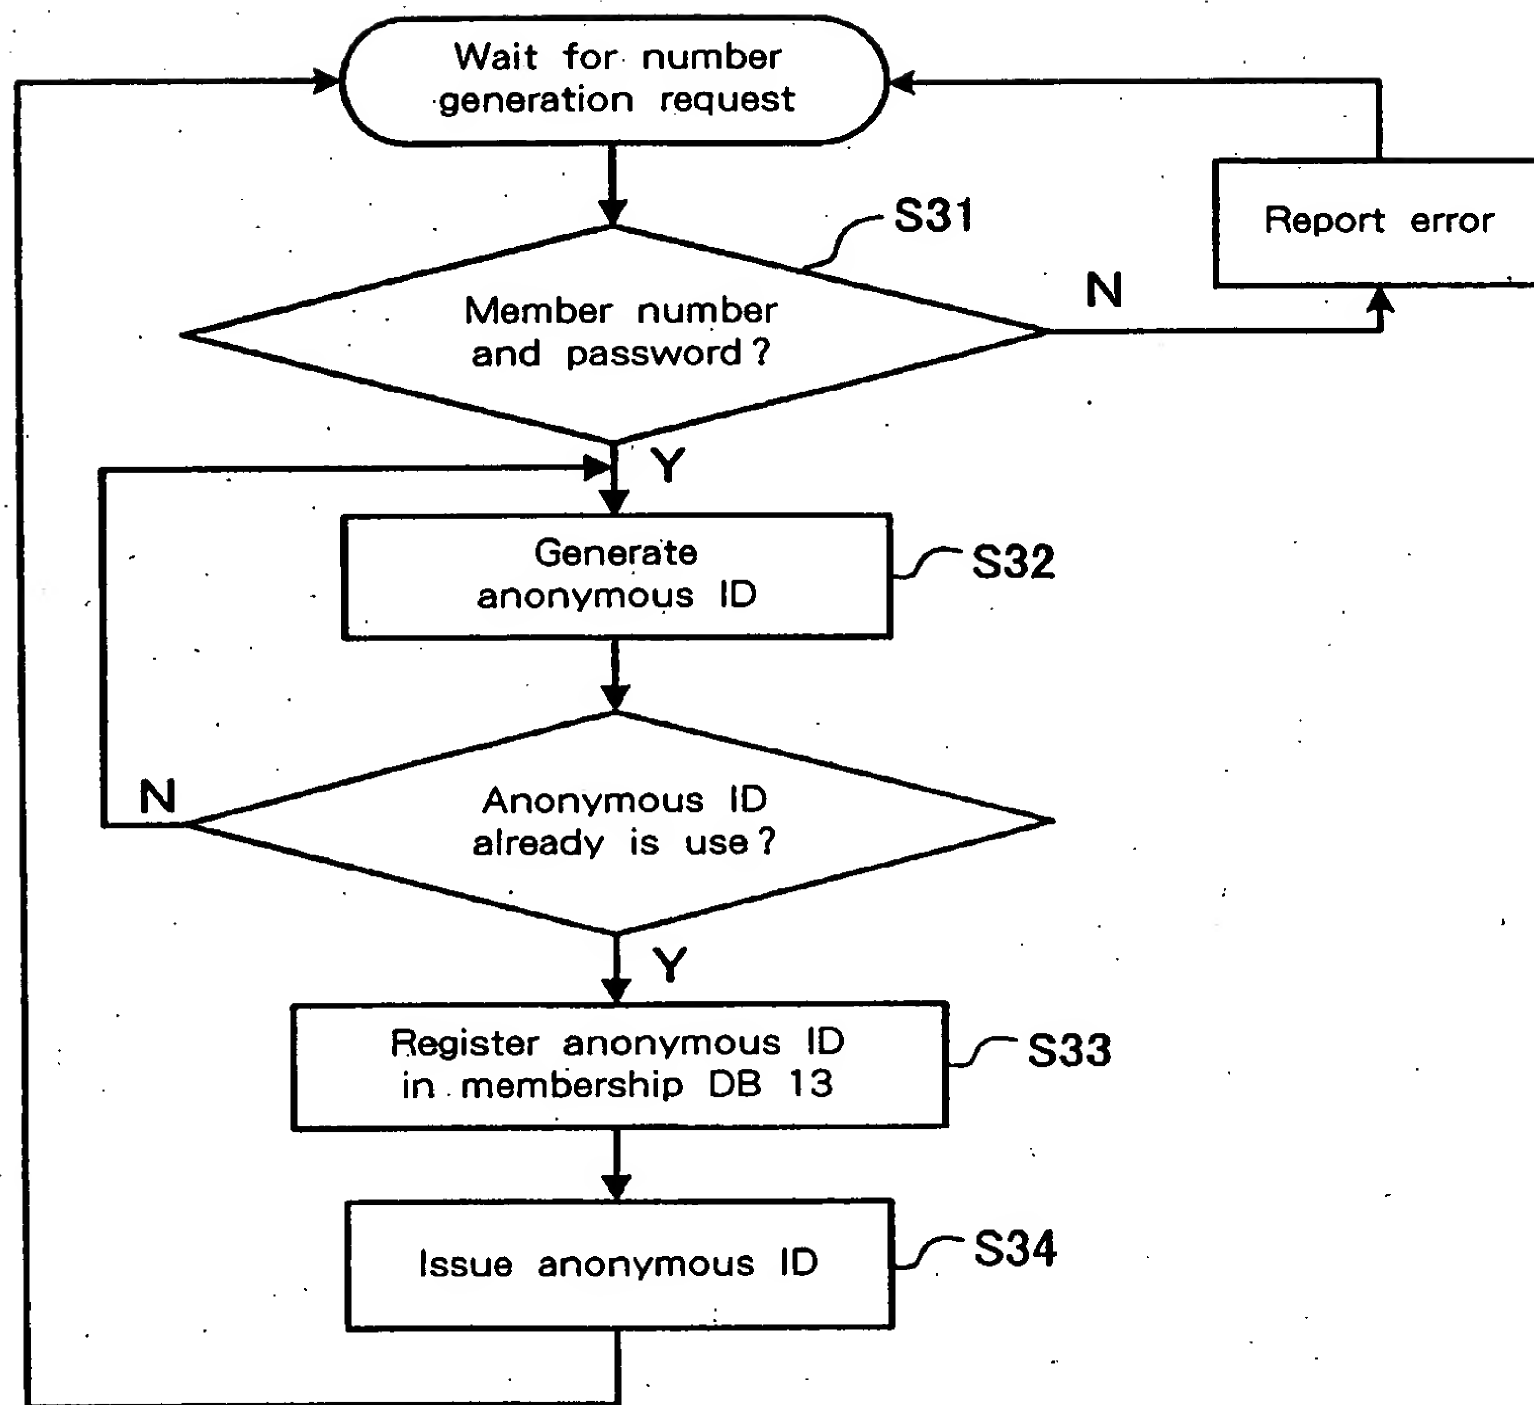 Wait for number
generation request
S31
Report error
N
Member number
and password?
Y
Generate
anonymous ID
S32
N
Anonymous ID
already is use?
Y
Register anonymous ID
in membership DB 13
S33
Issue anonymous ID
S34